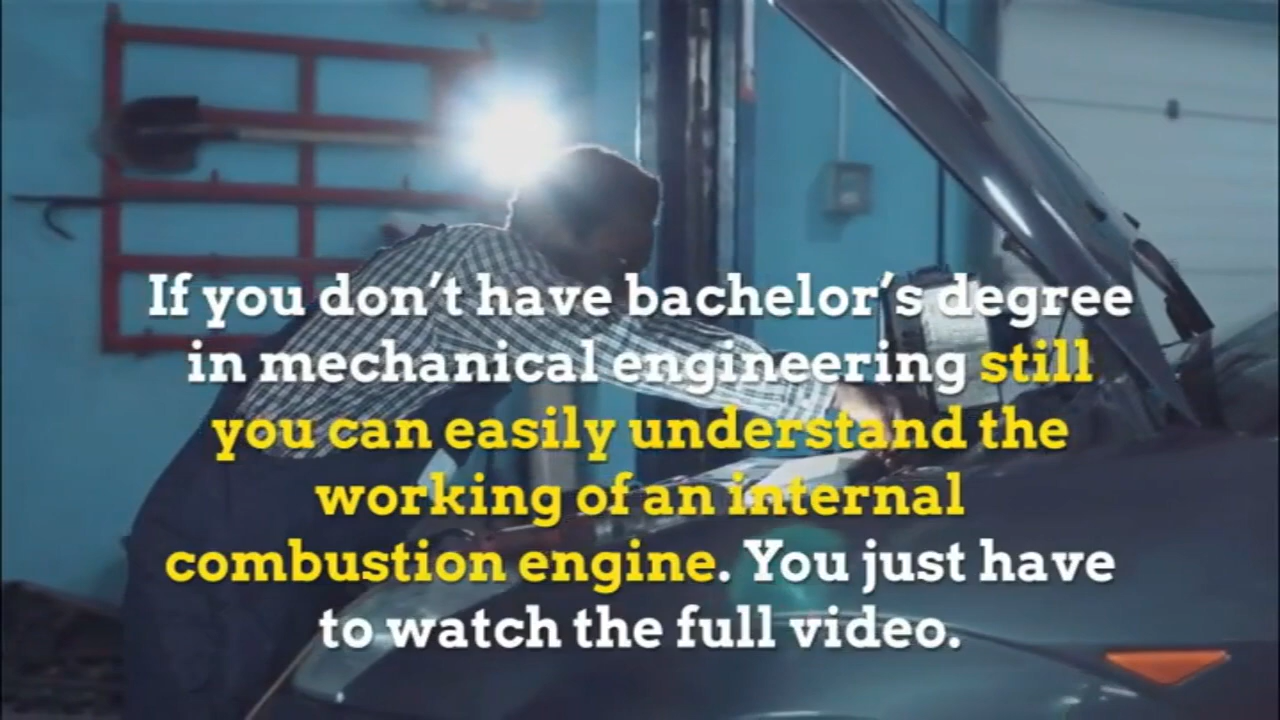 If you don’t have bachelor’s degree
in mechanical engineering still
you can easily understand the
working of an internal
combustion engine. You just have
to watch the full video.